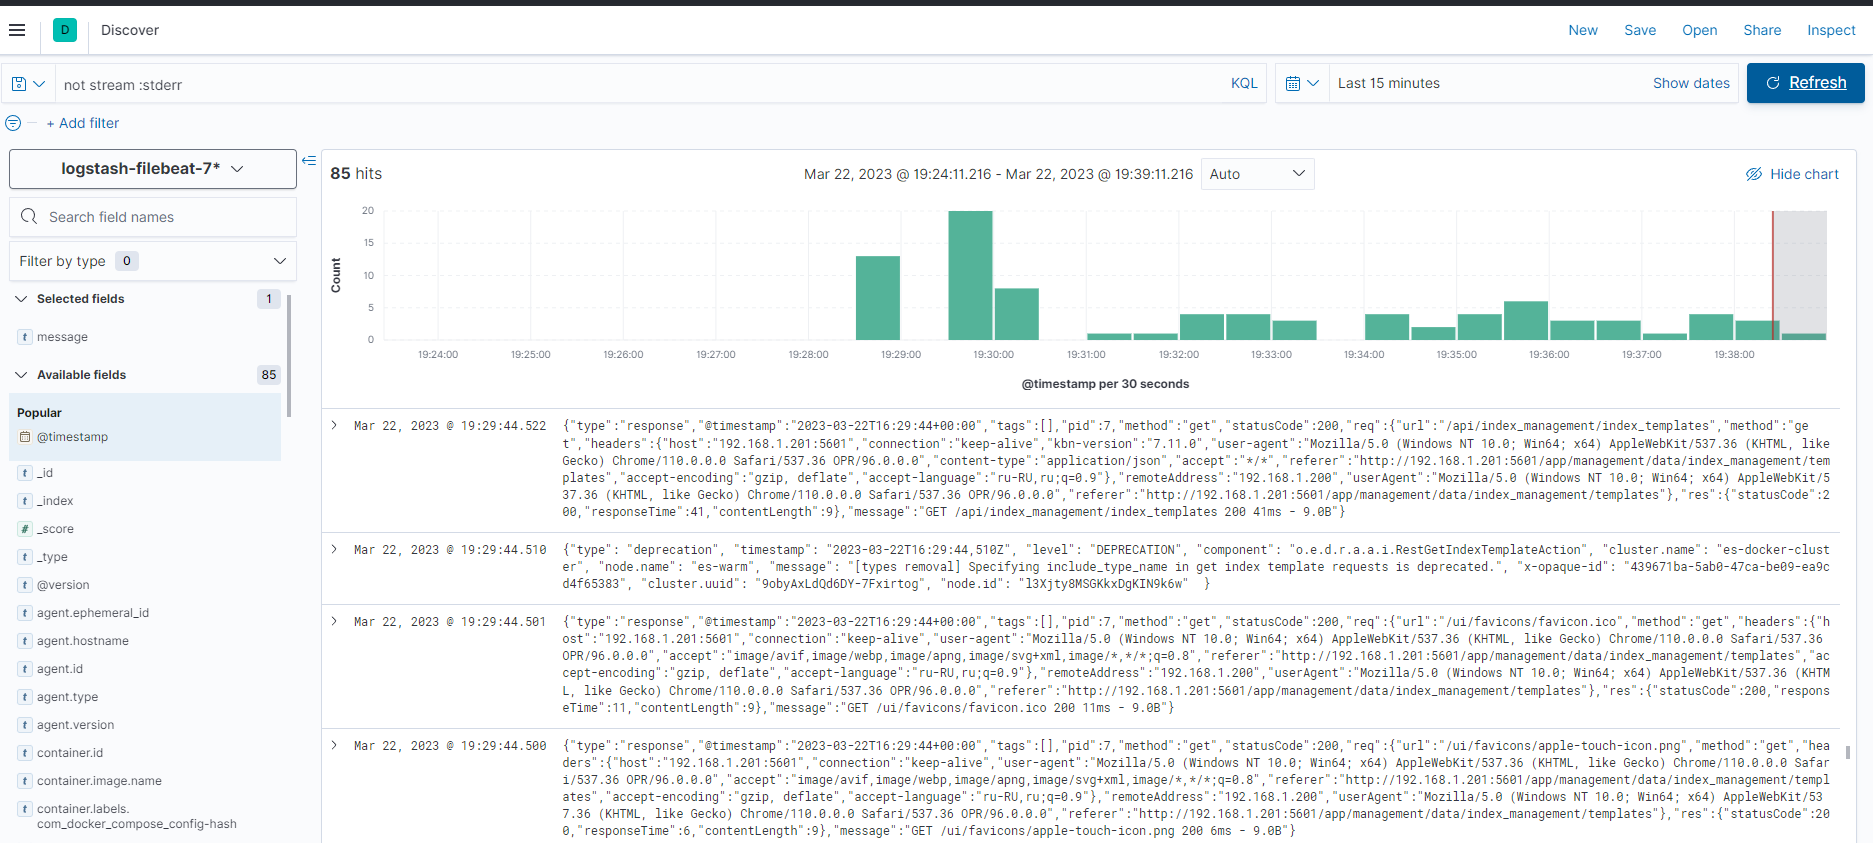 D Discover New Save Open Share Inspect
not stream :stderr KQL Last 15 minutes Show dates Refresh
+ Add filter
logstash-filebeat-7*
Search field names
Filter by type 0
Selected fields 1
t message
Available fields 85
Popular
@timestamp
t _id
t _index
# _score
t _type
t @version
t agent.ephemeral_id
t agent.hostname
t agent.id
t agent.type
t agent.version
t container.id
t container.image.name
t container.labels.
com_docker_compose_config-hash
85 hits Mar 22, 2023 @ 19:24:11.216 - Mar 22, 2023 @ 19:39:11.216 Auto Hide chart
Count
20
15
10
5
0
19:24:00 19:25:00 19:26:00 19:27:00 19:28:00 19:29:00 19:30:00 19:31:00 19:32:00 19:33:00 19:34:00 19:35:00 19:36:00 19:37:00 19:38:00
@timestamp per 30 seconds
Mar 22, 2023 @ 19:29:44.522 {"type":"response","@timestamp":"2023-03-22T16:29:44+00:00","tags":[],"pid":7,"method":"get","statusCode":200,"req":{"url":"/api/index_management/index_templates","method":"ge
t","headers":{"host":"192.168.1.201:5601","connection":"keep-alive","kbn-version":"7.11.0","user-agent":"Mozilla/5.0 (Windows NT 10.0; Win64; x64) AppleWebKit/537.36 (KHTML, like
Gecko) Chrome/110.0.0.0 Safari/537.36 OPR/96.0.0.0","content-type":"application/json","accept":"*/*","referer":"http://192.168.1.201:5601/app/management/data/index_management/tem
plates","accept-encoding":"gzip, deflate","accept-language":"ru-RU,ru;q=0.9"},"remoteAddress":"192.168.1.200","userAgent":"Mozilla/5.0 (Windows NT 10.0; Win64; x64) AppleWebKit/5
37.36 (KHTML, like Gecko) Chrome/110.0.0.0 Safari/537.36 OPR/96.0.0.0","referer":"http://192.168.1.201:5601/app/management/data/index_management/templates"},"res":{"statusCode":2
00,"responseTime":41,"contentLength":9},"message":"GET /api/index_management/index_templates 200 41ms - 9.0B"}
Mar 22, 2023 @ 19:29:44.510 {"type": "deprecation", "timestamp": "2023-03-22T16:29:44,510Z", "level": "DEPRECATION", "component": "o.e.d.r.a.a.i.RestGetIndexTemplateAction", "cluster.name": "es-docker-clust
er", "node.name": "es-warm", "message": "[types removal] Specifying include_type_name in get index template requests is deprecated.", "x-opaque-id": "439671ba-5ab0-47ca-be09-ea9c
d4f65383", "cluster.uuid": "9obyAxLdQd6DY-7Fxirtog", "node.id": "l3Xjty8MSGKkxDgKIN9k6w"  }
Mar 22, 2023 @ 19:29:44.501 {"type":"response","@timestamp":"2023-03-22T16:29:44+00:00","tags":[],"pid":7,"method":"get","statusCode":200,"req":{"url":"/ui/favicons/favicon.ico","method":"get","headers":{"h
ost":"192.168.1.201:5601","connection":"keep-alive","user-agent":"Mozilla/5.0 (Windows NT 10.0; Win64; x64) AppleWebKit/537.36 (KHTML, like Gecko) Chrome/110.0.0.0 Safari/537.36
OPR/96.0.0.0","accept":"image/avif,image/webp,image/apng,image/svg+xml,image/*,*/*;q=0.8","referer":"http://192.168.1.201:5601/app/management/data/index_management/templates","ac
cept-encoding":"gzip, deflate","accept-language":"ru-RU,ru;q=0.9"},"remoteAddress":"192.168.1.200","userAgent":"Mozilla/5.0 (Windows NT 10.0; Win64; x64) AppleWebKit/537.36 (KHTM
L, like Gecko) Chrome/110.0.0.0 Safari/537.36 OPR/96.0.0.0","referer":"http://192.168.1.201:5601/app/management/data/index_management/templates"},"res":{"statusCode":200,"respon
seTime":11,"contentLength":9},"message":"GET /ui/favicons/favicon.ico 200 11ms - 9.0B"}
Mar 22, 2023 @ 19:29:44.500 {"type":"response","@timestamp":"2023-03-22T16:29:44+00:00","tags":[],"pid":7,"method":"get","statusCode":200,"req":{"url":"/ui/favicons/apple-touch-icon.png","method":"get","hea
ders":{"host":"192.168.1.201:5601","connection":"keep-alive","user-agent":"Mozilla/5.0 (Windows NT 10.0; Win64; x64) AppleWebKit/537.36 (KHTML, like Gecko) Chrome/110.0.0.0 Safar
i/537.36 OPR/96.0.0.0","accept":"image/avif,image/webp,image/apng,image/svg+xml,image/*,*/*;q=0.8","referer":"http://192.168.1.201:5601/app/management/data/index_management/templ
ates","accept-encoding":"gzip, deflate","accept-language":"ru-RU,ru;q=0.9"},"remoteAddress":"192.168.1.200","userAgent":"Mozilla/5.0 (Windows NT 10.0; Win64; x64) AppleWebKit/53
7.36 (KHTML, like Gecko) Chrome/110.0.0.0 Safari/537.36 OPR/96.0.0.0","referer":"http://192.168.1.201:5601/app/management/data/index_management/templates"},"res":{"statusCode":20
0,"responseTime":6,"contentLength":9},"message":"GET /ui/favicons/apple-touch-icon.png 200 6ms - 9.0B"}